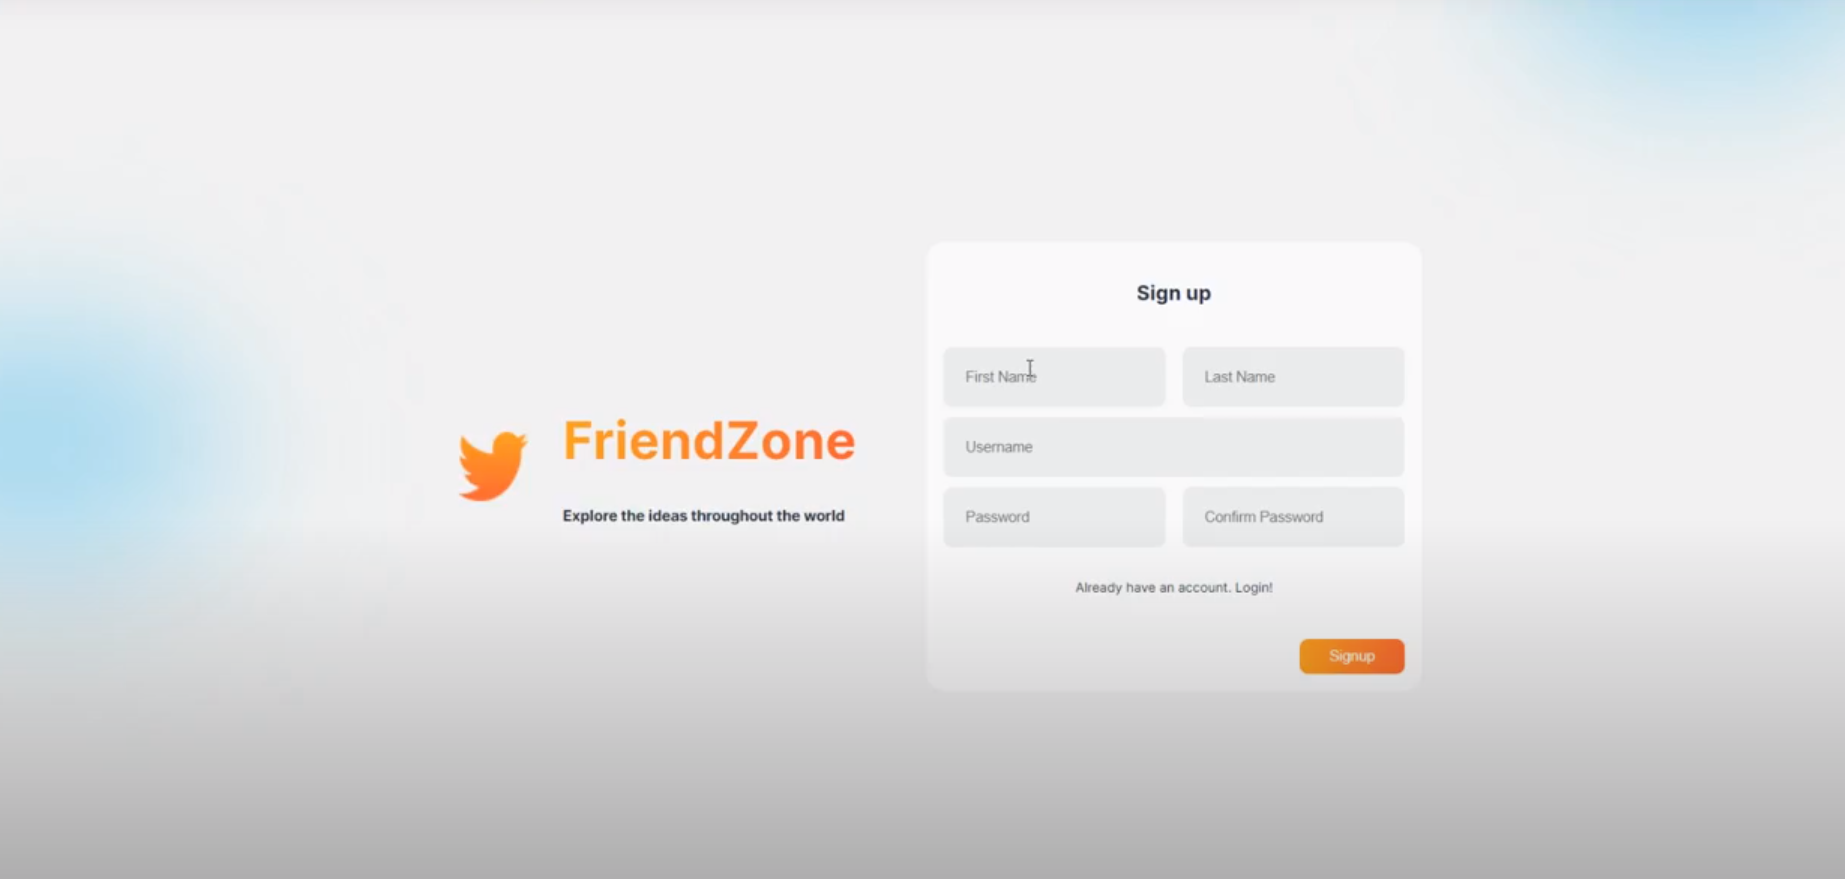 FriendZone
Explore the ideas throughout the world
Sign up
First Name
Last Name
Username
Password
Confirm Password
Already have an account. Login!
Signup